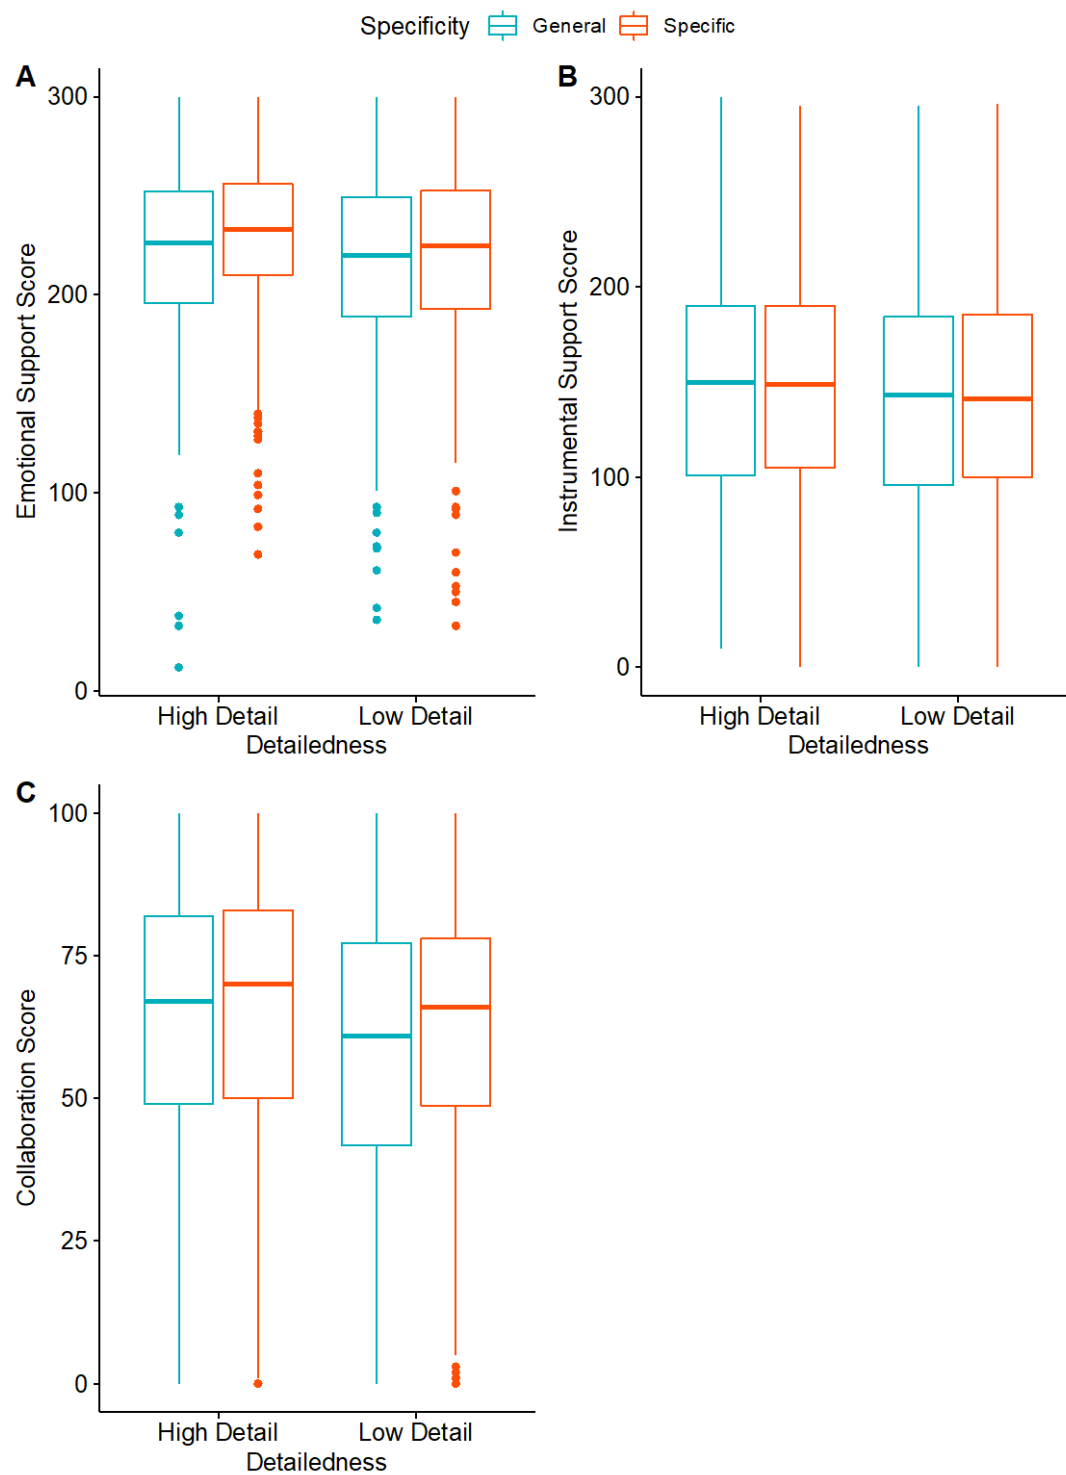 Specificity General Specific
A
B
300
200
100
0
Emotional Support Score
High Detail Low Detail
Detailedness
300
200
100
0
Instrumental Support Score
High Detail Low Detail
Detailedness
C
100
75
50
25
0
Collaboration Score
High Detail Low Detail
Detailedness